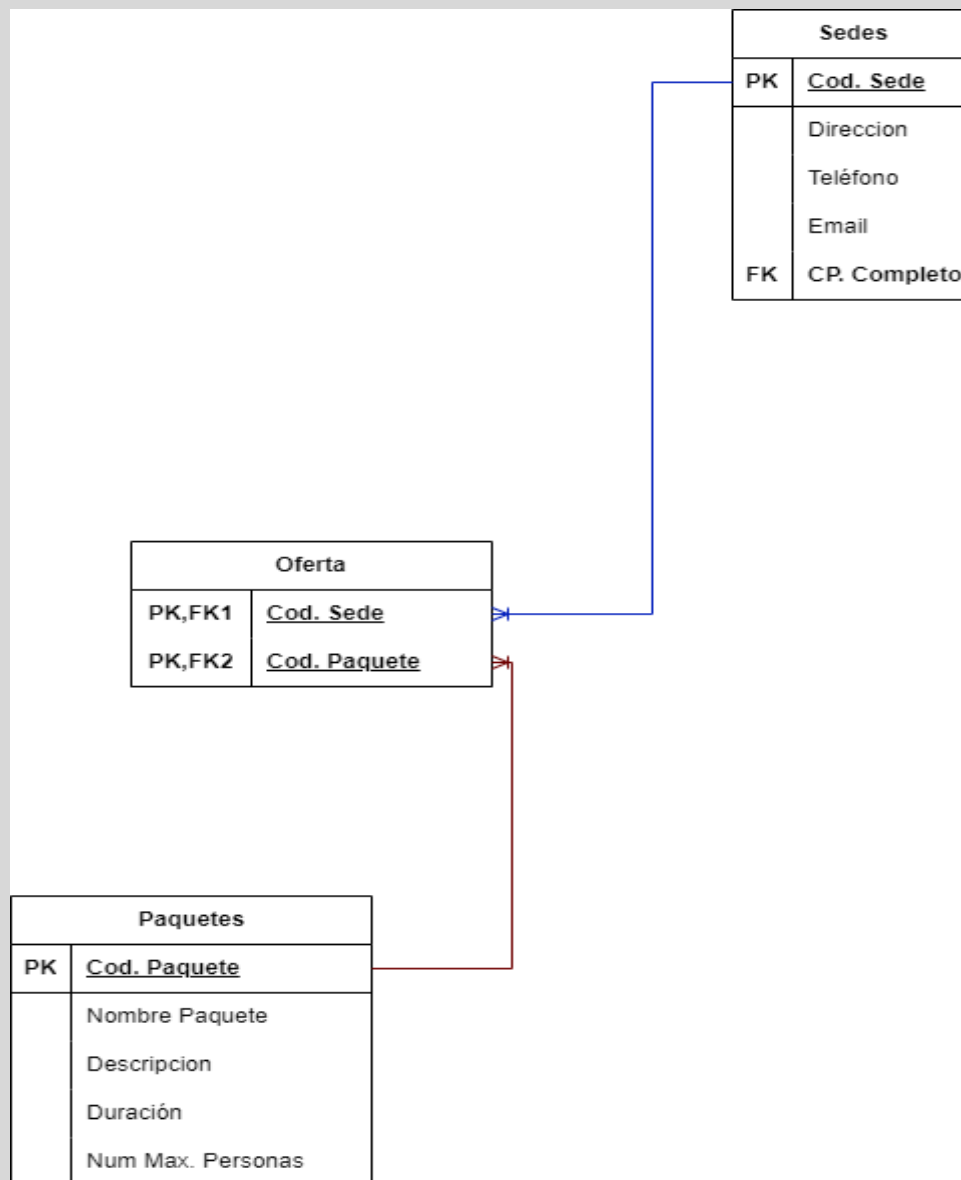 Sedes
PK Cod. Sede
Direccion
Teléfono
Email
FK CP. Completo
Oferta
PK,FK1 Cod. Sede
PK,FK2 Cod. Paquete
Paquetes
PK Cod. Paquete
Nombre Paquete
Descripcion
Duración
Num Max. Personas